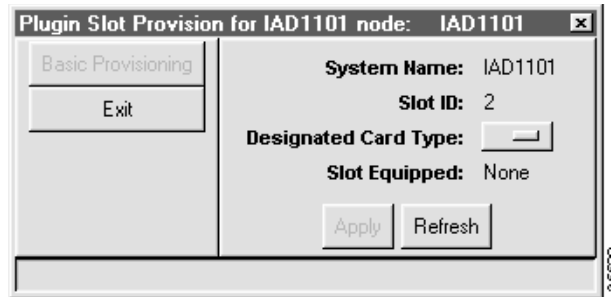 Plugin Slot Provision for IAD1101 node: IAD1101
Basic Provisioning
Exit
System Name: IAD1101
Slot ID: 2
Designated Card Type:
Slot Equipped: None
Apply
Refresh